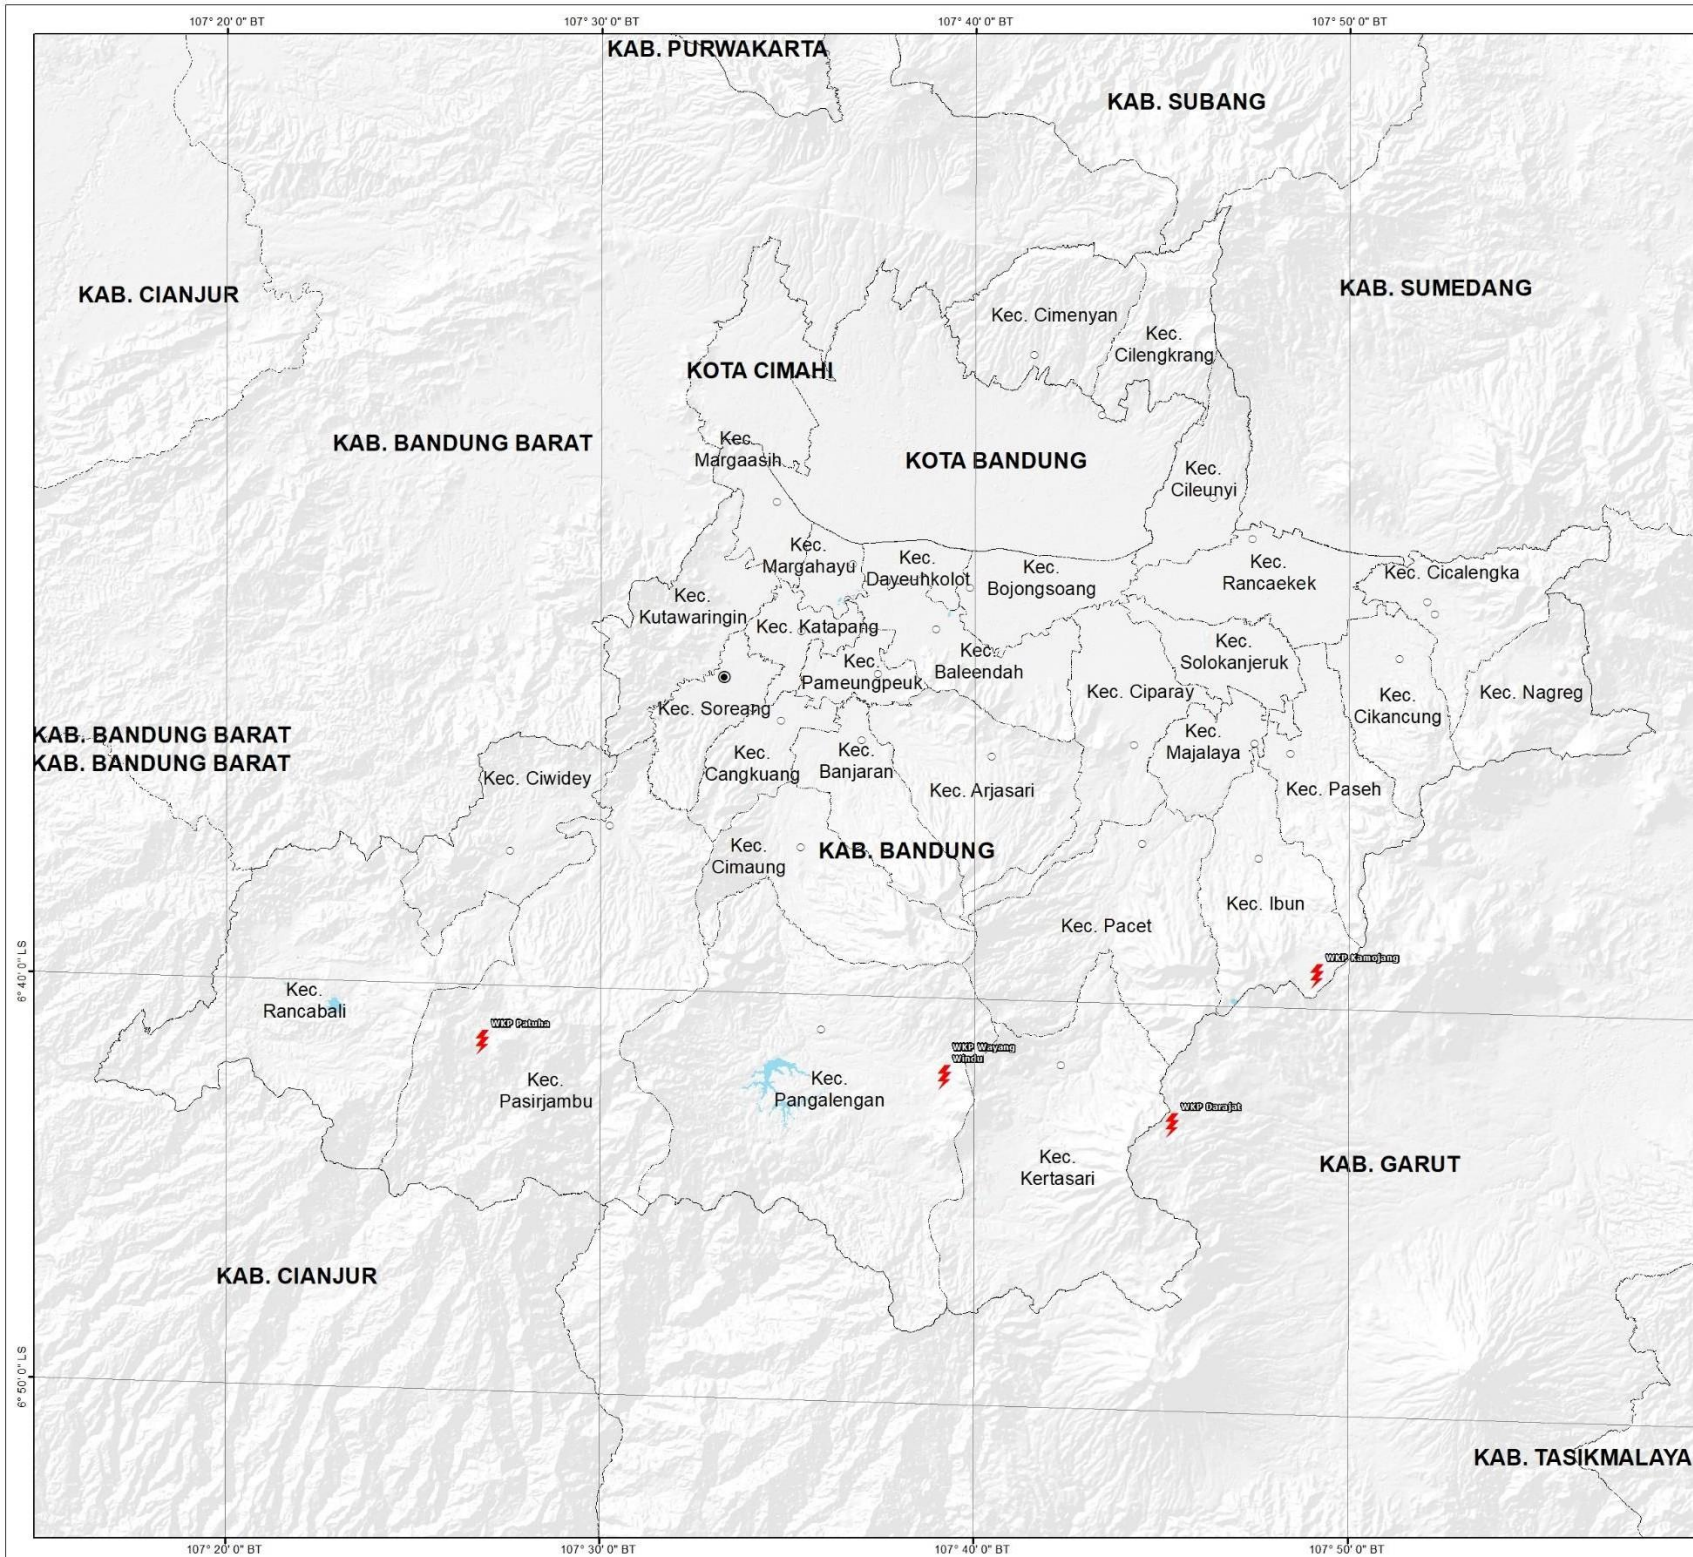 107° 20' 0" BT
107° 30' 0" BT
107° 40' 0" BT
107° 50' 0" BT
KAB. PURWAKARTA
KAB. SUBANG
KAB. CIANJUR
KAB. SUMEDANG
Kec. Cimenyan
Kec.
Cilengkrang
KOTA CIMAHI
KAB. BANDUNG BARAT
Kec.
Margaasih
KOTA BANDUNG
Kec.
Cileunyi
Kec.
Margahayu
Kec.
Dayeuhkolot
Kec.
Bojongsoang
Kec.
Rancaekek
Kec. Cicalengka
Kec.
Kutawaringin
Kec. Katapang
Kec.
Baleendah
Kec.
Solokanjeruk
Kec.
Pameungpeuk
Kec. Ciparay
Kec.
Cikancung
Kec. Nagreg
Kec. Soreang
KAB. BANDUNG BARAT
KAB. BANDUNG BARAT
Kec. Ciwidey
Kec.
Cangkuang
Kec.
Banjaran
Kec. Arjasari
Kec.
Majalaya
Kec. Paseh
Kec.
Cimaung
KAB. BANDUNG
Kec. Ibun
Kec. Pacet
6° 40' 0" LS
WKP Kamojang
Kec.
Rancabali
WKP Patuha
WKP Wayang
Windu
Kec.
Pasirjambu
Kec.
Pangalengan
WKP Darajat
Kec.
Kertasari
KAB. GARUT
KAB. CIANJUR
6° 50' 0" LS
KAB. TASIKMALAYA
107° 20' 0" BT
107° 30' 0" BT
107° 40' 0" BT
107° 50' 0" BT